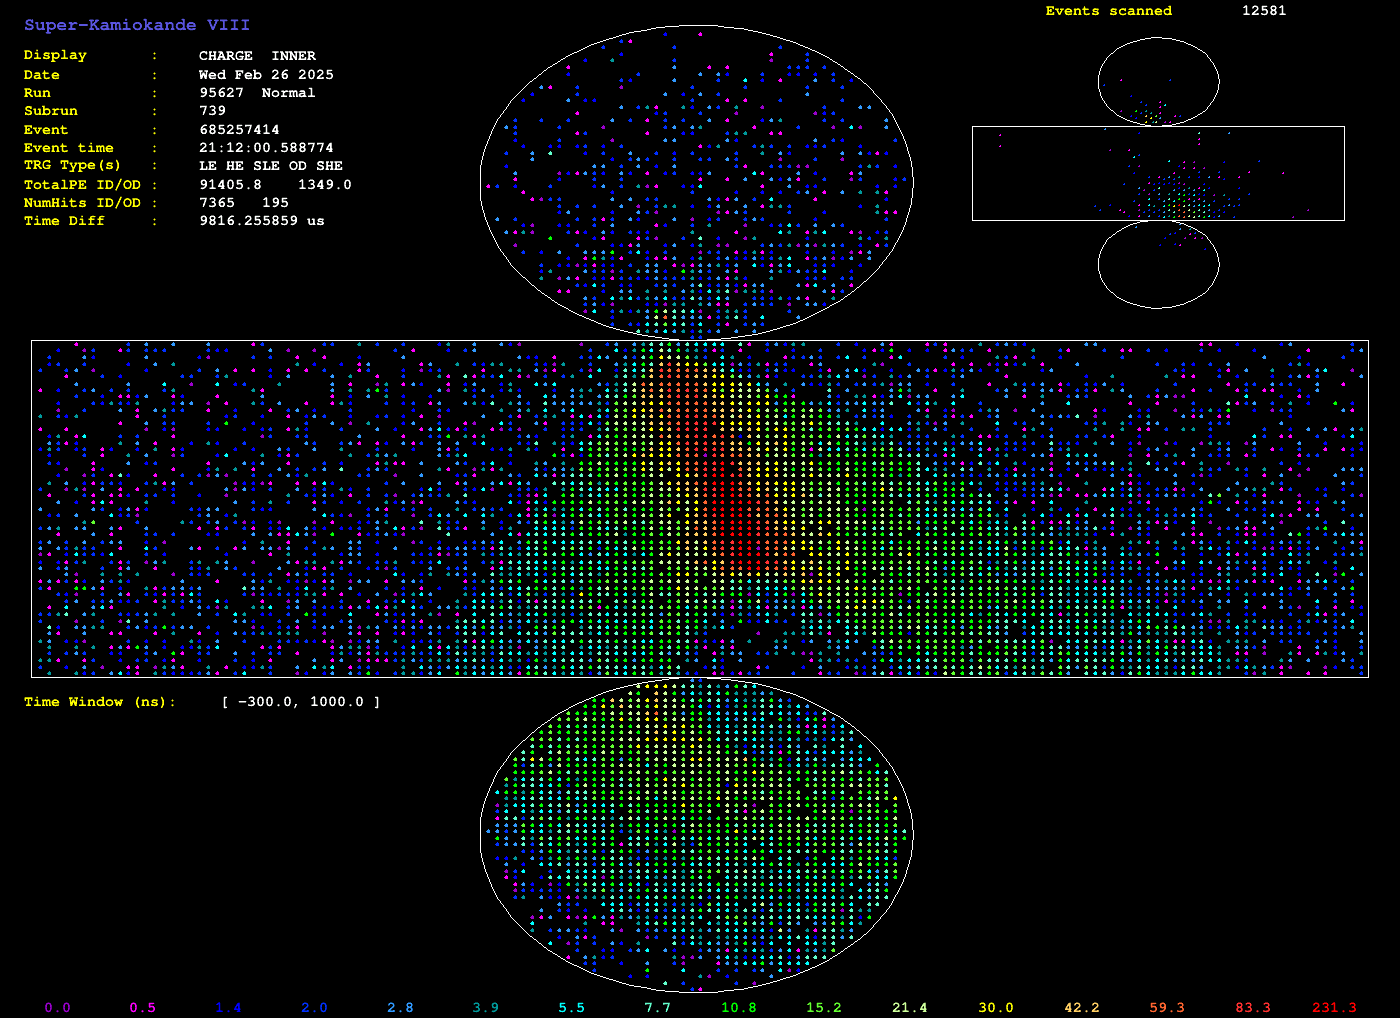 Super-Kamiokande VIII
Display : CHARGE INNER
Date : Wed Feb 26 2025
Run : 95627 Normal
Subrun : 739
Event : 685257414
Event time : 21:12:00.588774
TRG Type(s) : LE HE SLE OD SHE
TotalPE ID/OD : 91405.8 1349.0
NumHits ID/OD : 7365 195
Time Diff : 9816.255859 us
Events scanned 12581
Time Window (ns): [ -300.0, 1000.0 ]
0.0 0.5 1.4 2.0 2.8 3.9 5.5 7.7 10.8 15.2 21.4 30.0 42.2 59.3 83.3 231.3